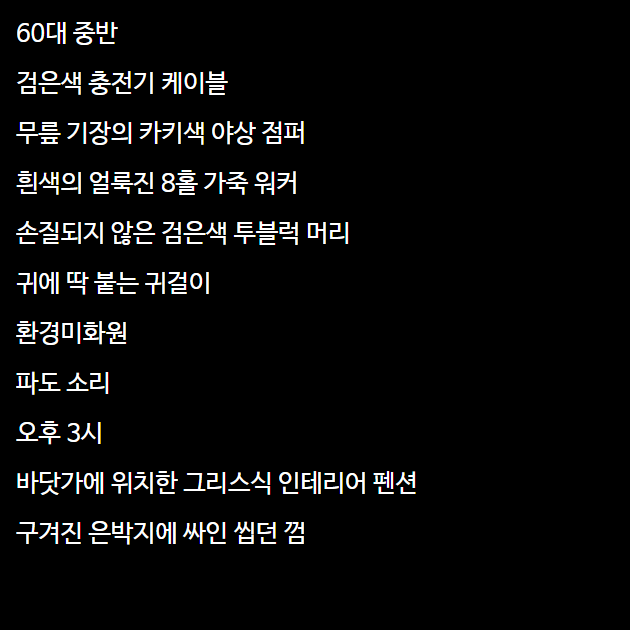 60대 중반
검은색 충전기 케이블
무릎 기장의 카키색 야상 점퍼
흰색의 얼룩진 8홀 가죽 워커
손질되지 않은 검은색 투블럭 머리
귀에 딱 붙는 귀걸이
환경미화원
파도 소리
오후 3시
바닷가에 위치한 그리스식 인테리어 펜션
구겨진 은박지에 싸인 씹던 껌